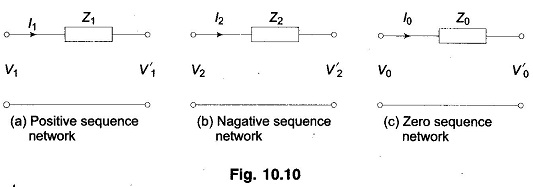 I₁ Z₁ I₂ Z₂ I₀ Z₀
V₁ V′₁ V₂ V′₂ V₀ V′₀
(a) Positive sequence (b) Nagative sequence (c) Zero sequence
network network network
Fig. 10.10